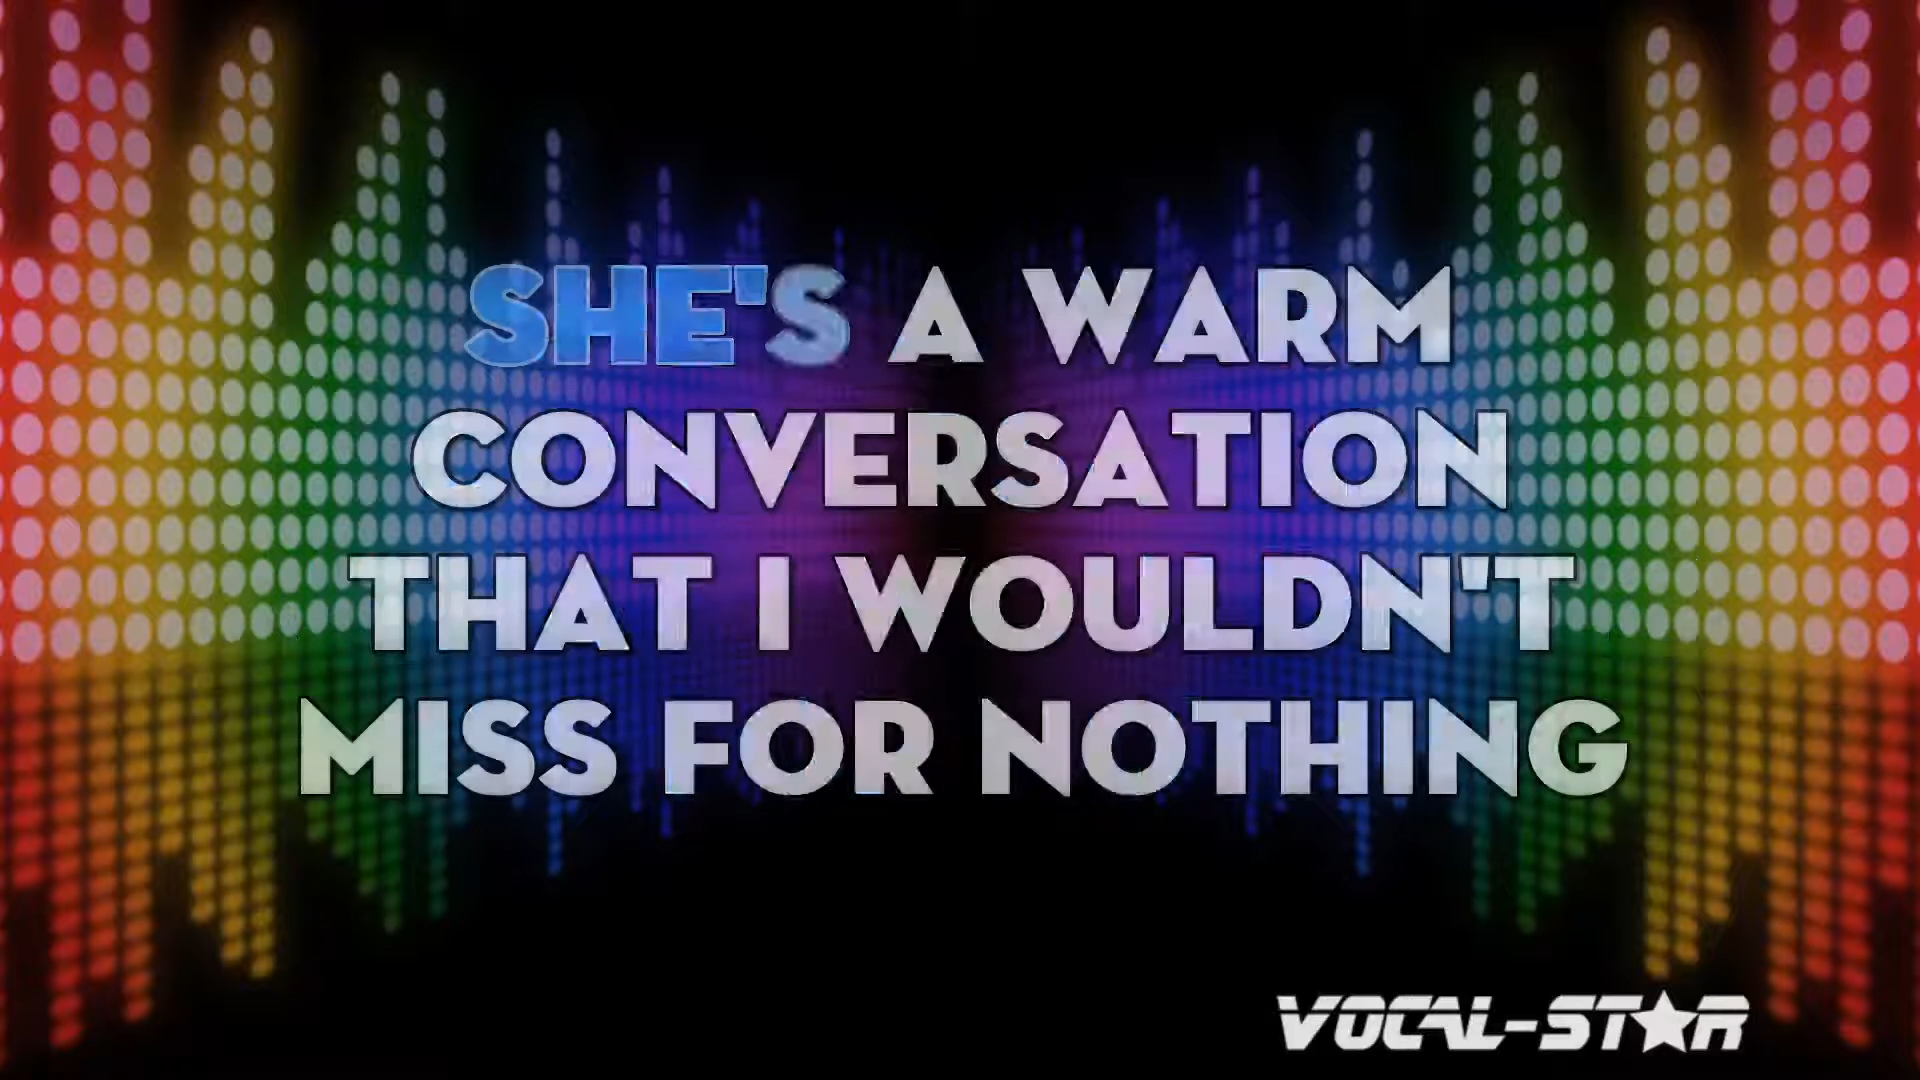 SHE'S A WARM
CONVERSATION
THAT I WOULDN'T
MISS FOR NOTHING
VOCAL-STAR